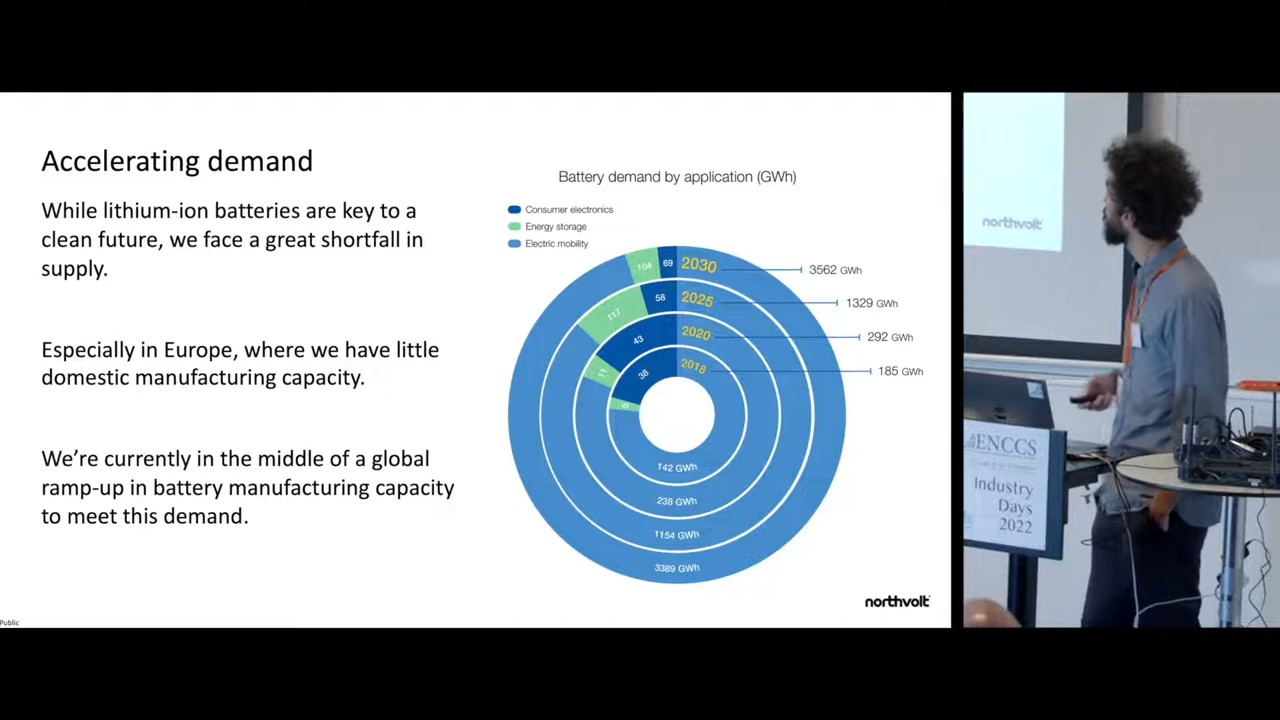 Accelerating demand
While lithium-ion batteries are key to a
clean future, we face a great shortfall in
supply.
Especially in Europe, where we have little
domestic manufacturing capacity.
We're currently in the middle of a global
ramp-up in battery manufacturing capacity
to meet this demand.
Battery demand by application (GWh)
Consumer electronics
Energy storage
Electric mobility
104
69
2030
3562 GWh
117
58
2025
1329 GWh
43
2020
292 GWh
11
38
2018
185 GWh
5
142 GWh
238 GWh
1154 GWh
3389 GWh
northvolt
Public
northvolt
ENCCS
Industry
Days
2022